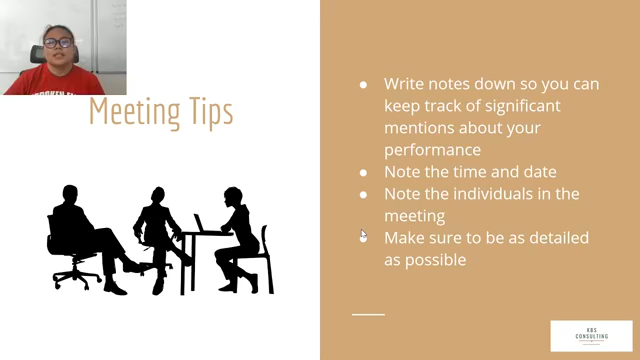 Meeting Tips
● Write notes down so you can
keep track of significant
mentions about your
performance
● Note the time and date
● Note the individuals in the
meeting
● Make sure to be as detailed
as possible
KBS
CONSULTING